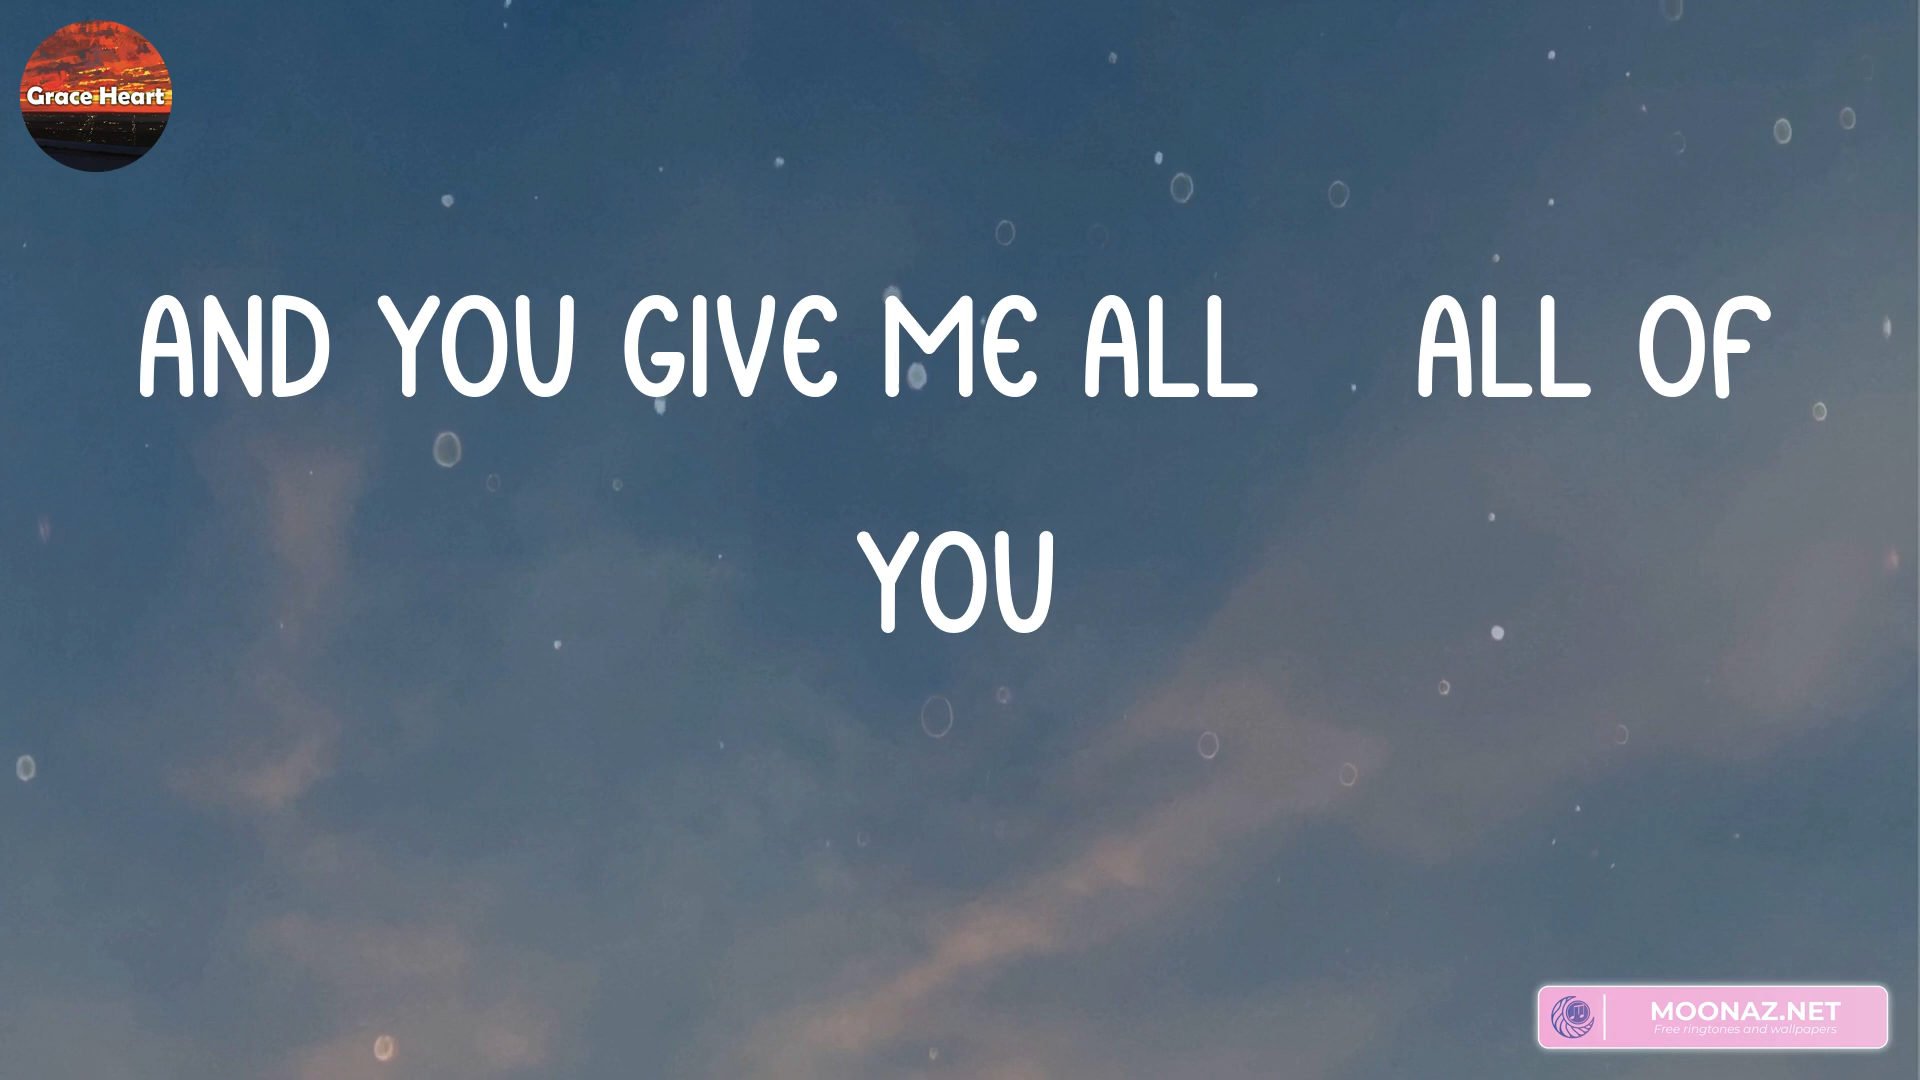 Grace Heart
AND YOU GIVE ME ALL ALL OF
YOU
MOONAZ.NET
Free ringtones and wallpapers